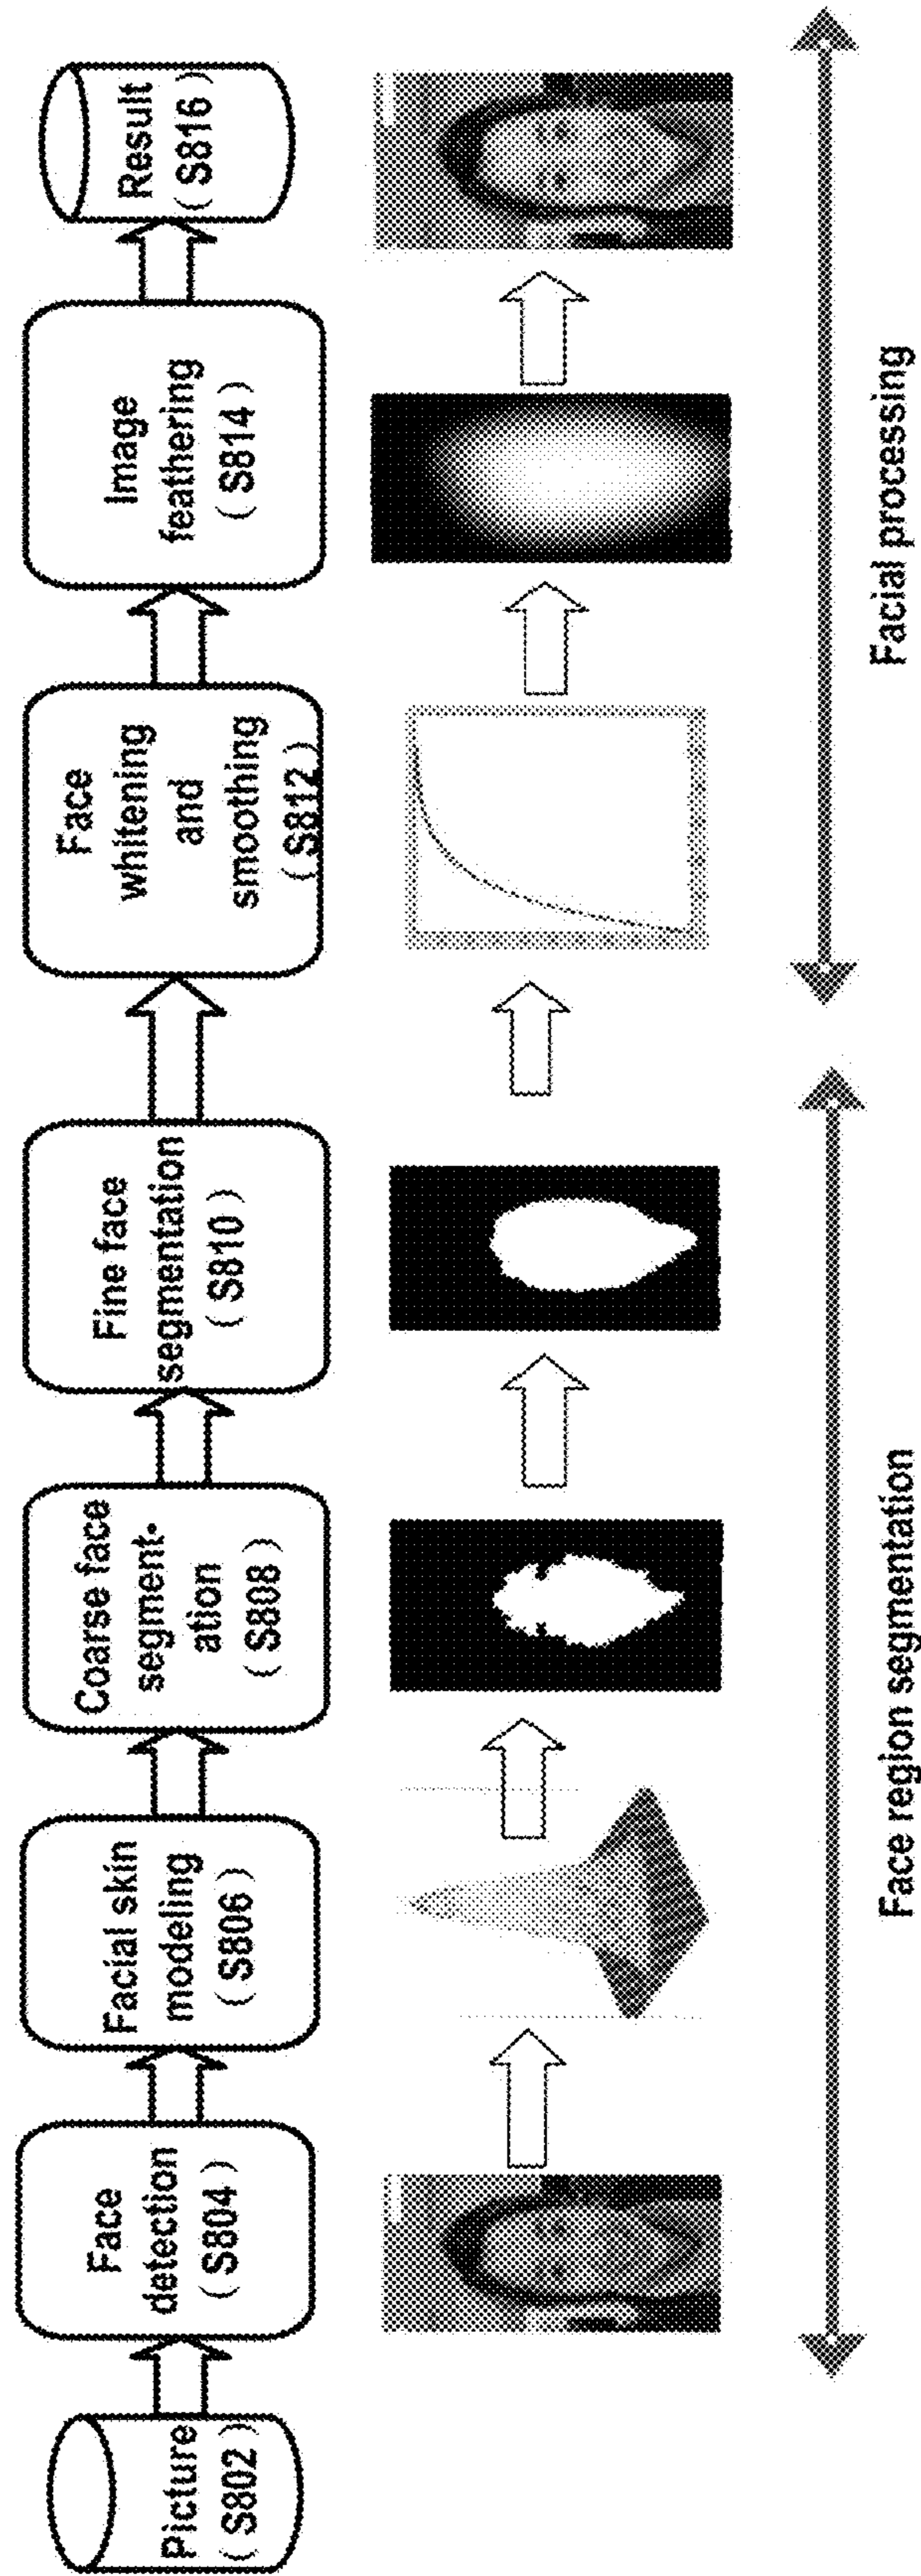 Picture
(S802)
Face
detection
(S804)
Facial skin
modeling
(S806)
Coarse face
segment-
ation
(S808)
Fine face
segmentation
(S810)
Face
whitening
and
smoothing
(S812)
Image
feathering
(S814)
Result
(S816)
Face region segmentation
Facial processing